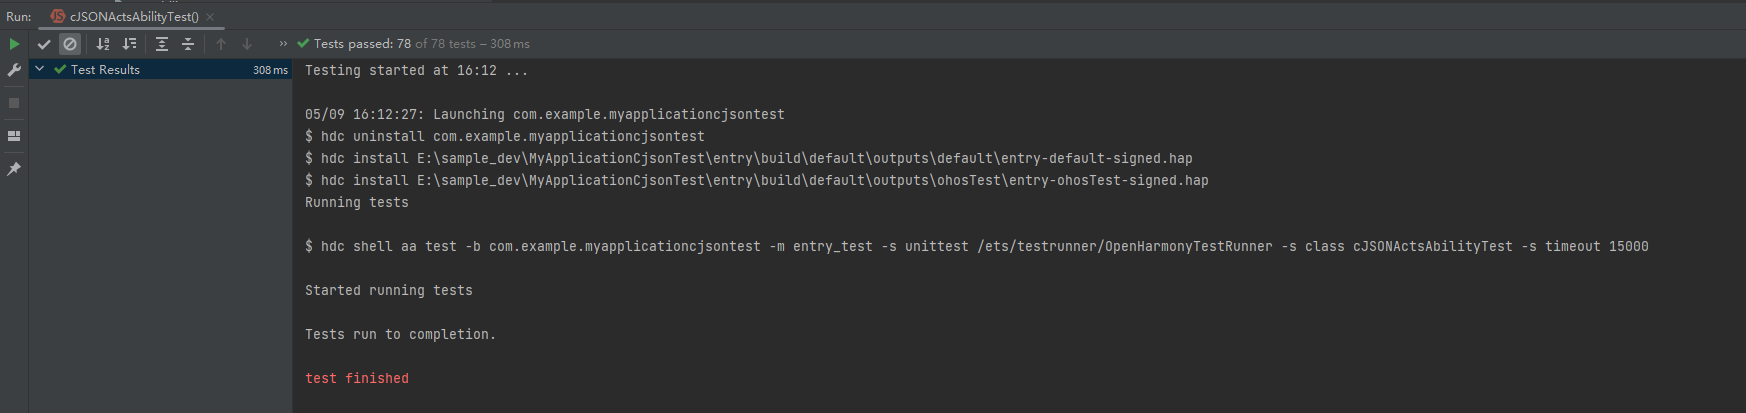 Run: JS cJSONActsAbilityTest() ×
» Tests passed: 78 of 78 tests – 308 ms
Test Results 308 ms
Testing started at 16:12 ...
05/09 16:12:27: Launching com.example.myapplicationcjsontest
$ hdc uninstall com.example.myapplicationcjsontest
$ hdc install E:\sample_dev\MyApplicationCjsonTest\entry\build\default\outputs\default\entry-default-signed.hap
$ hdc install E:\sample_dev\MyApplicationCjsonTest\entry\build\default\outputs\ohosTest\entry-ohosTest-signed.hap
Running tests
$ hdc shell aa test -b com.example.myapplicationcjsontest -m entry_test -s unittest /ets/testrunner/OpenHarmonyTestRunner -s class cJSONActsAbilityTest -s timeout 15000
Started running tests
Tests run to completion.
test finished